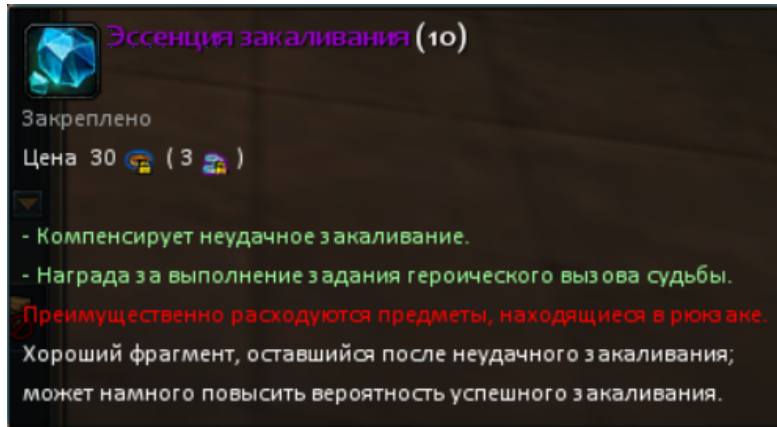 Эссенция закаливания (10)
Закреплено
Цена 30 ( 3 )
- Компенсирует неудачное закаливание.
- Награда за выполнение задания героического вызова судьбы.
Преимущественно расходуются предметы, находящиеся в рюкзаке.
Хороший фрагмент, оставшийся после неудачного закаливания;
может намного повысить вероятность успешного закаливания.